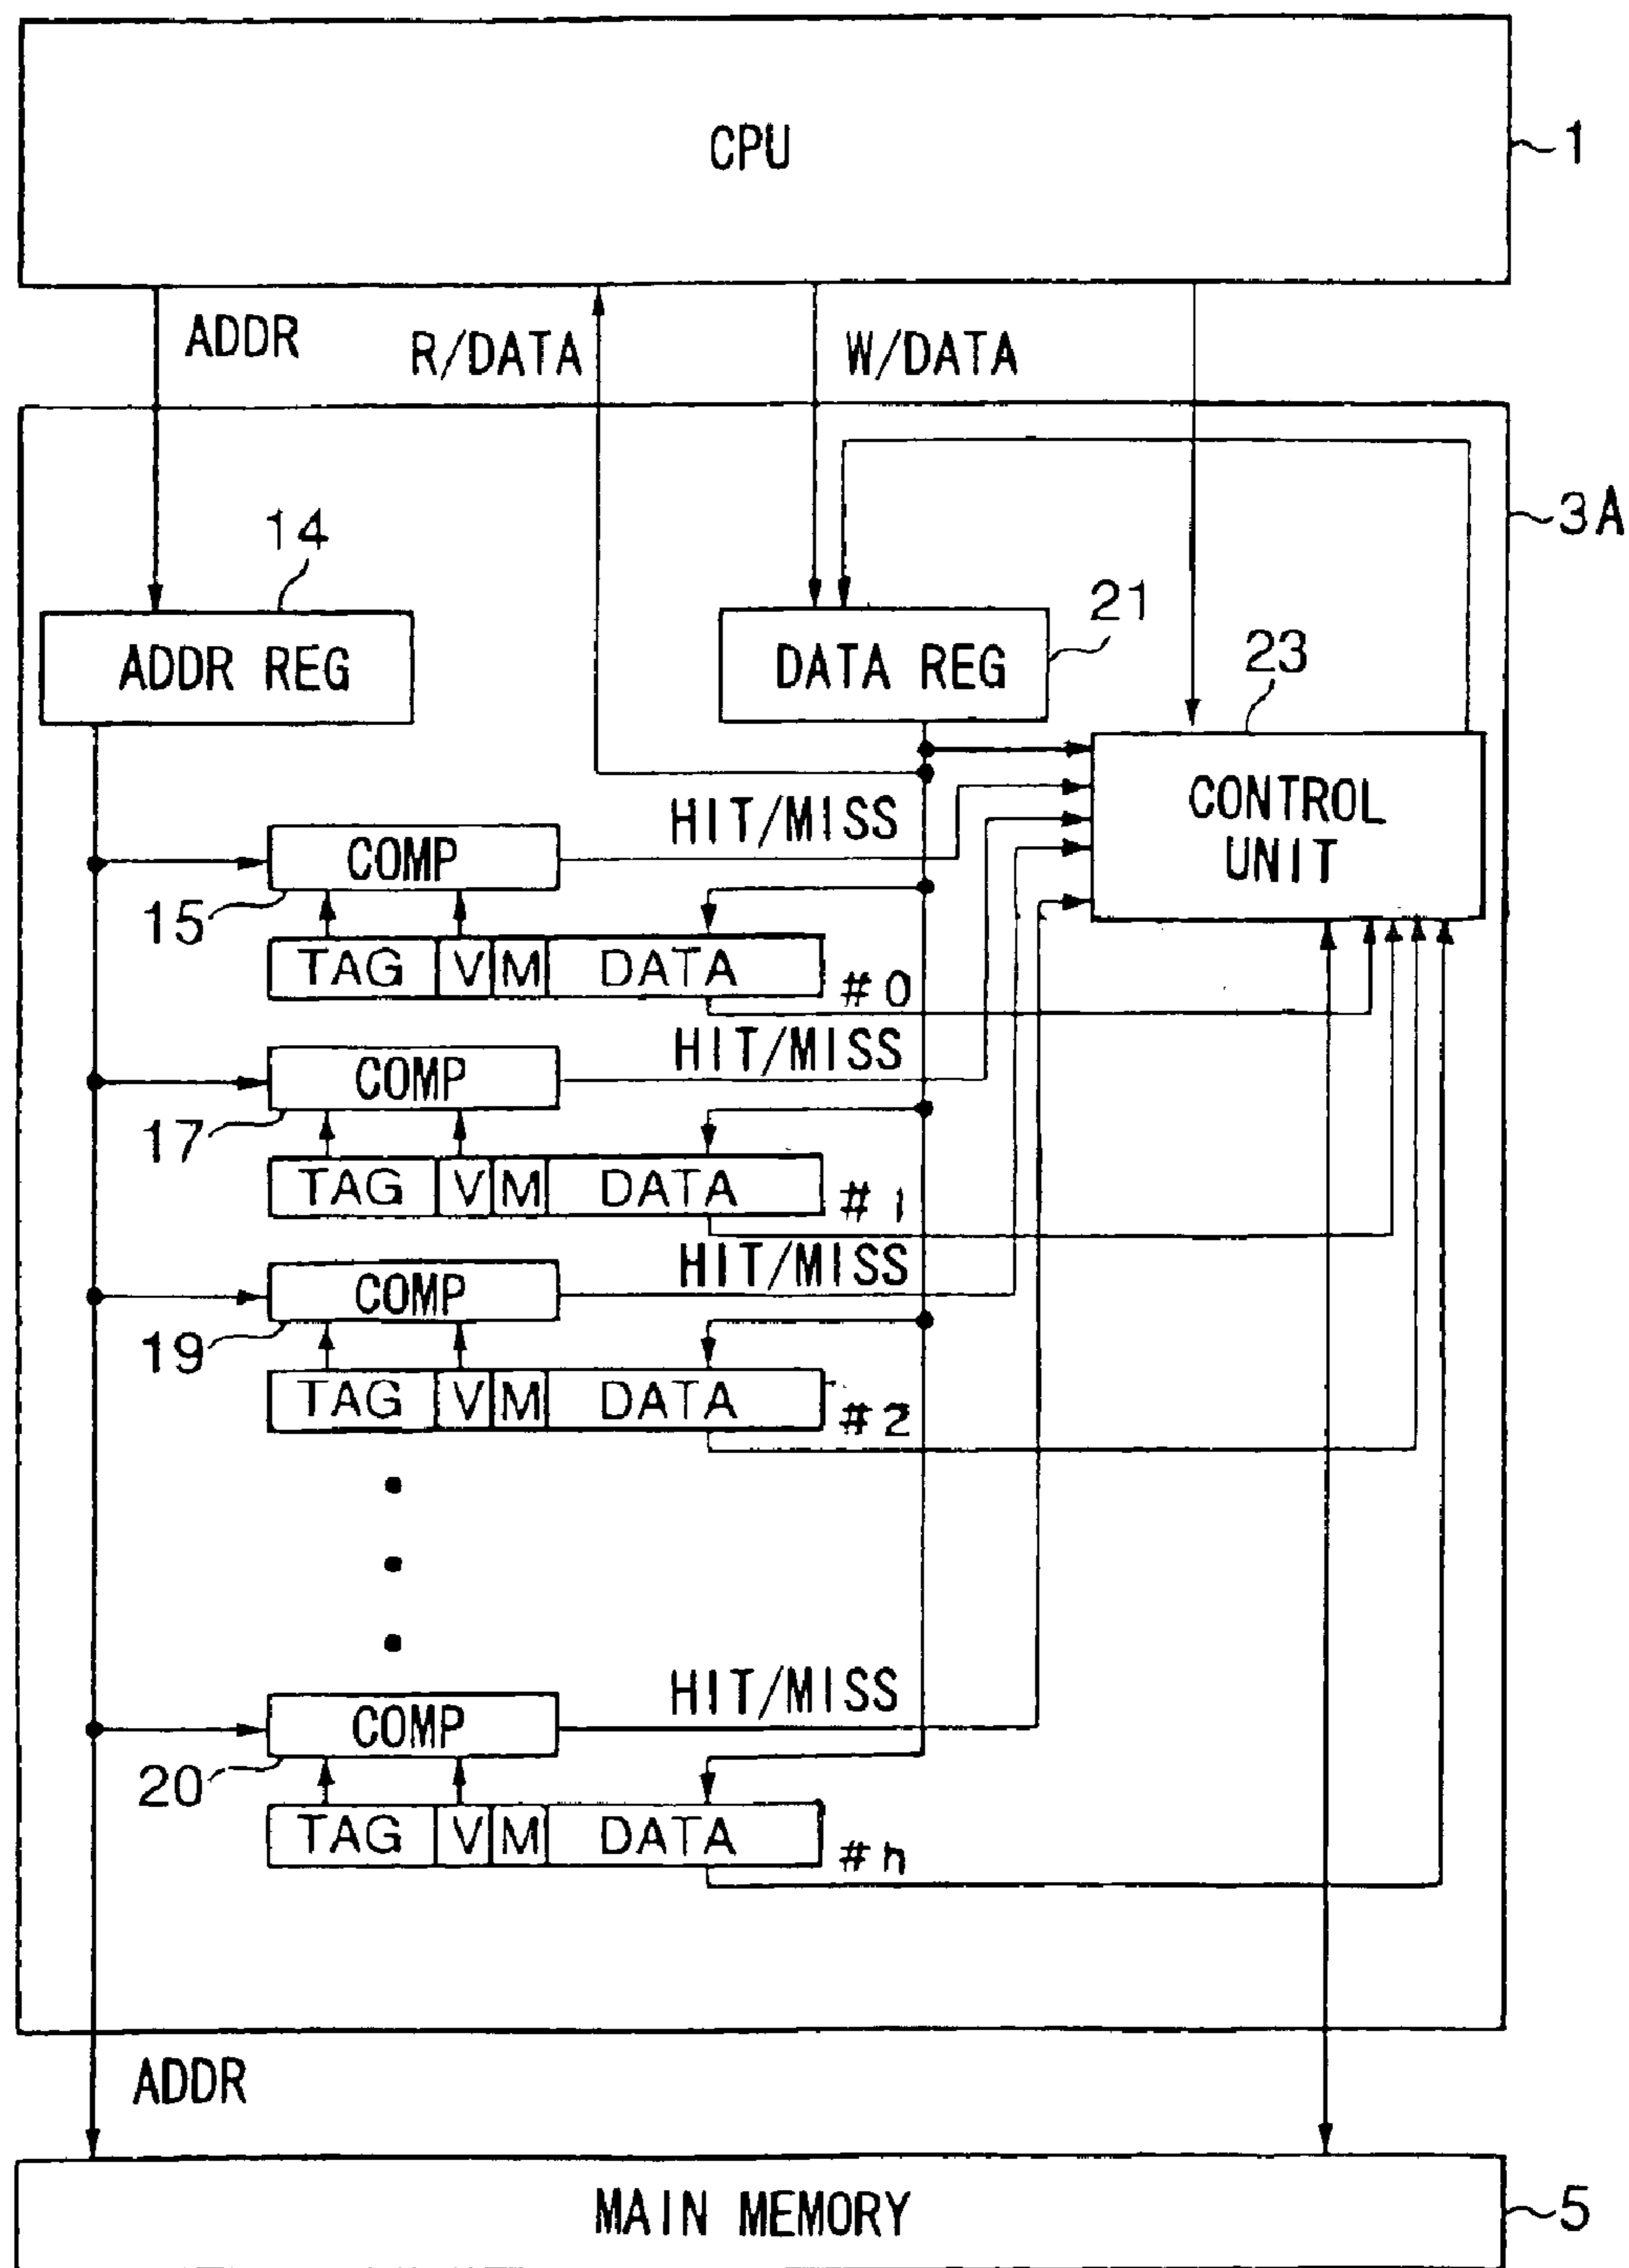 CPU
1
ADDR
R/DATA
W/DATA
3A
14
21
ADDR REG
DATA REG
23
CONTROL
UNIT
HIT/MISS
COMP
15
TAG V M DATA
#0
HIT/MISS
COMP
17
TAG V M DATA
#1
HIT/MISS
COMP
19
TAG V M DATA
#2
HIT/MISS
COMP
20
TAG V M DATA
#n
ADDR
MAIN MEMORY
5